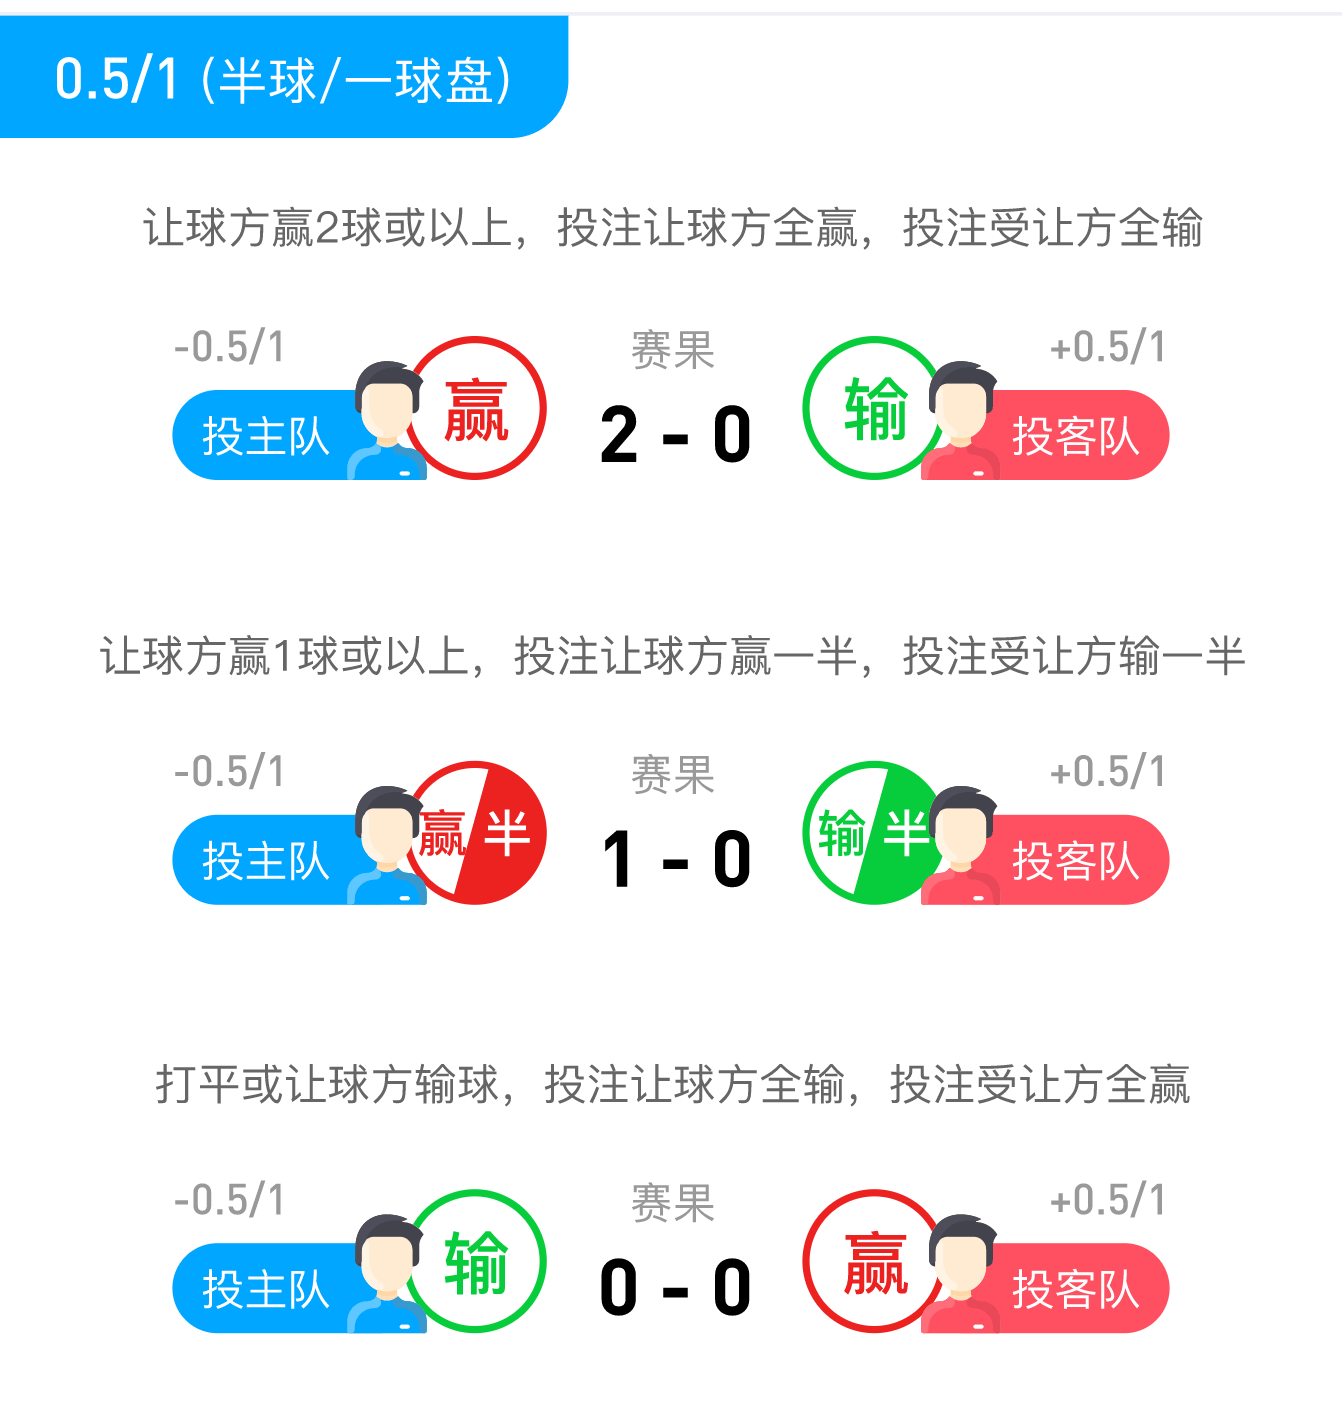 0.5/1 (半球/一球盘)
让球方赢2球或以上，投注让球方全赢，投注受让方全输
-0.5/1 赛果 +0.5/1
投主队 赢 2 - 0 输 投客队
让球方赢1球或以上，投注让球方赢一半，投注受让方输一半
-0.5/1 赛果 +0.5/1
投主队 赢半 1 - 0 输半 投客队
打平或让球方输球，投注让球方全输，投注受让方全赢
-0.5/1 赛果 +0.5/1
投主队 输 0 - 0 赢 投客队